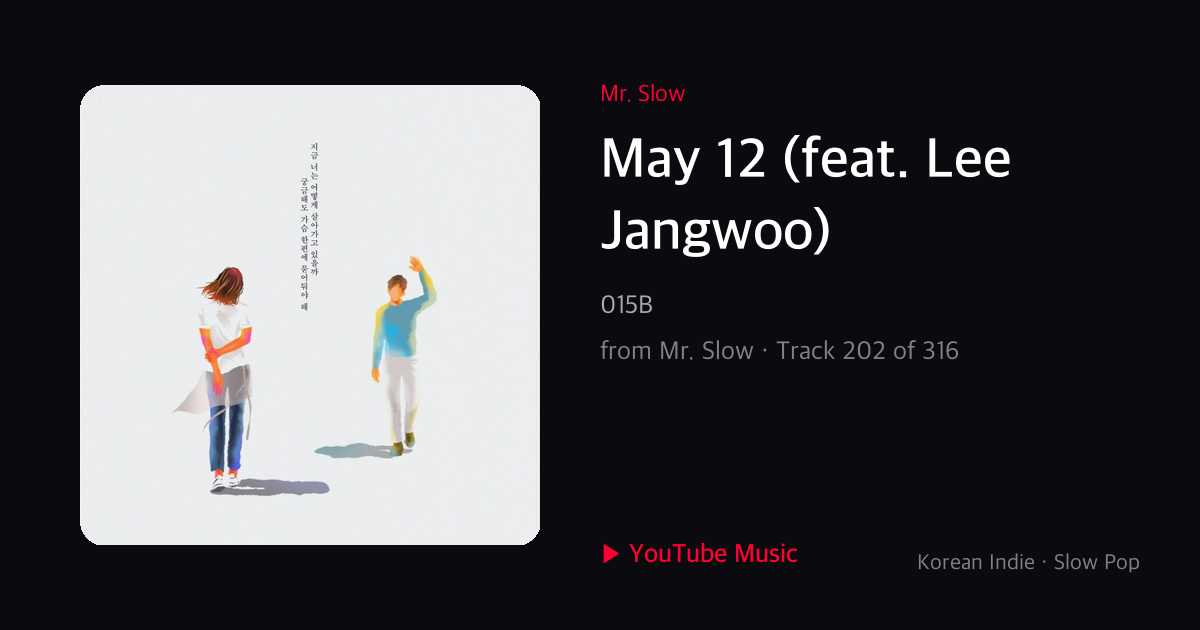 지금 너는 어떻게 살아가고 있을까
궁금해도 가슴 한편에 묻어둬야 해
Mr. Slow
May 12 (feat. Lee
Jangwoo)
015B
from Mr. Slow · Track 202 of 316
YouTube Music
Korean Indie · Slow Pop